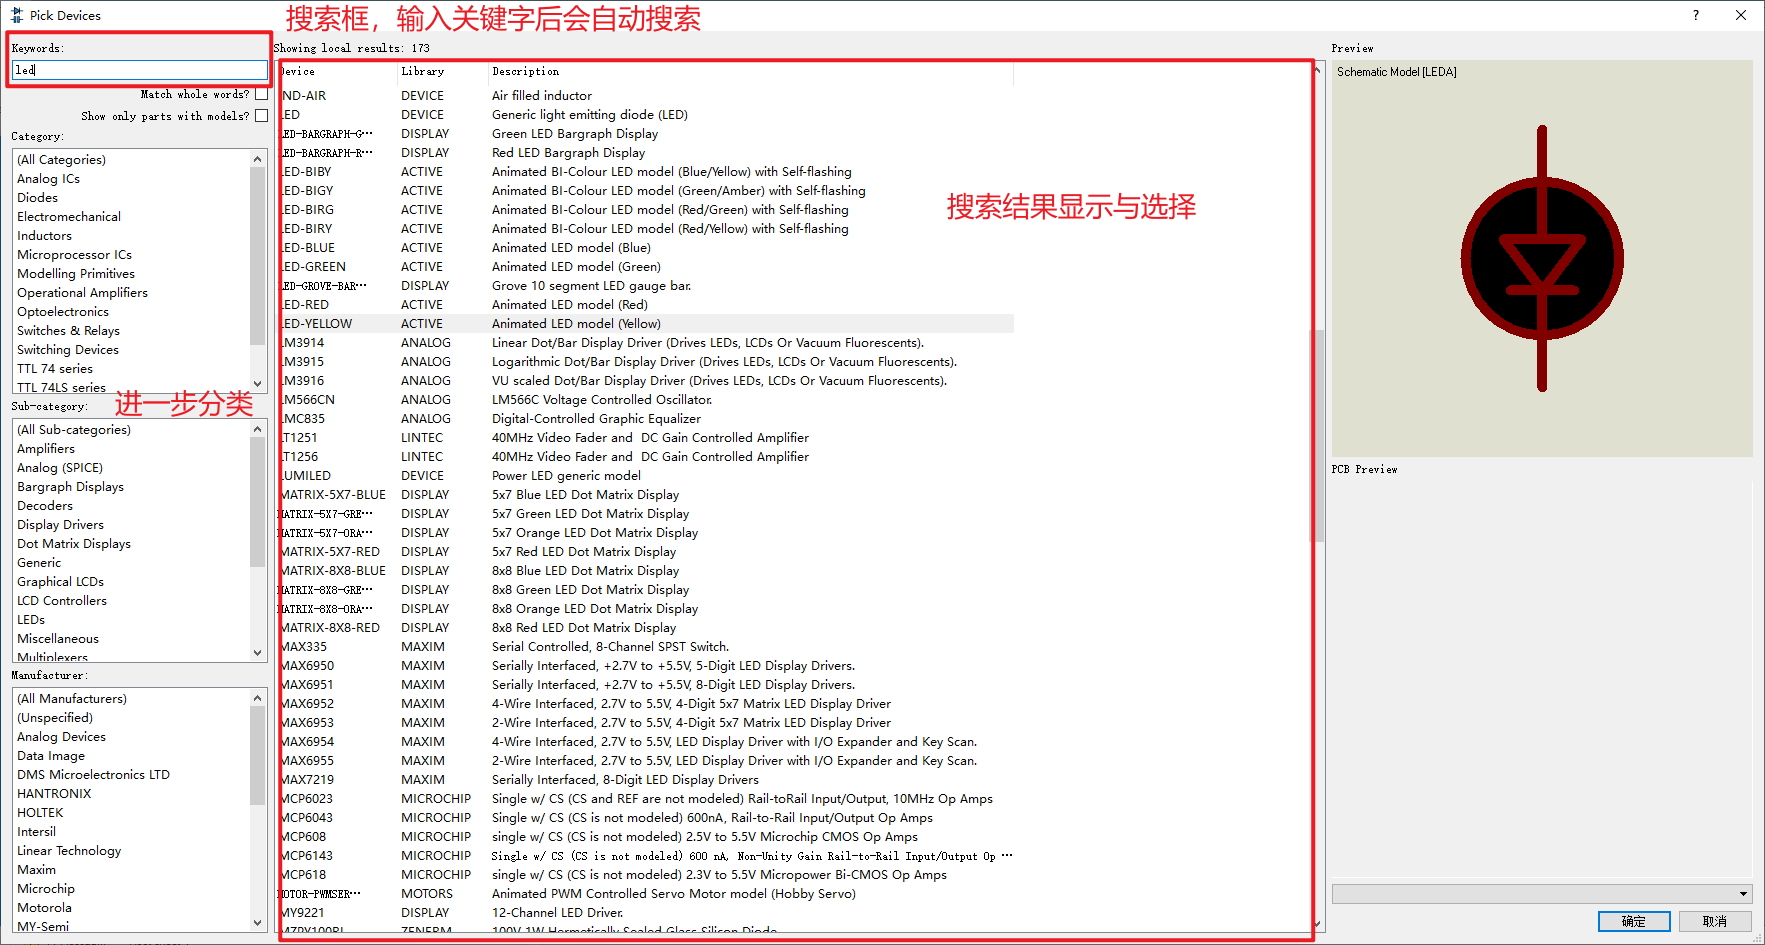 Pick Devices
搜索框，输入关键字后会自动搜索
?
Keywords:
led
Match whole words?
Show only parts with models?
Category:
(All Categories)
Analog ICs
Diodes
Electromechanical
Inductors
Microprocessor ICs
Modelling Primitives
Operational Amplifiers
Optoelectronics
Switches & Relays
Switching Devices
TTL 74 series
TTL 74LS series
进一步分类
Sub-category:
(All Sub-categories)
Amplifiers
Analog (SPICE)
Bargraph Displays
Decoders
Display Drivers
Dot Matrix Displays
Generic
Graphical LCDs
LCD Controllers
LEDs
Miscellaneous
Multiplexers
Manufacturer:
(All Manufacturers)
(Unspecified)
Analog Devices
Data Image
DMS Microelectronics LTD
HANTRONIX
HOLTEK
Intersil
Linear Technology
Maxim
Microchip
Motorola
MY-Semi
Showing local results: 173
Device Library Description
IND-AIR DEVICE Air filled inductor
LED DEVICE Generic light emitting diode (LED)
LED-BARGRAPH-G··· DISPLAY Green LED Bargraph Display
LED-BARGRAPH-R··· DISPLAY Red LED Bargraph Display
LED-BIBY ACTIVE Animated BI-Colour LED model (Blue/Yellow) with Self-flashing
LED-BIGY ACTIVE Animated BI-Colour LED model (Green/Amber) with Self-flashing
LED-BIRG ACTIVE Animated BI-Colour LED model (Red/Green) with Self-flashing
LED-BIRY ACTIVE Animated BI-Colour LED model (Red/Yellow) with Self-flashing
LED-BLUE ACTIVE Animated LED model (Blue)
LED-GREEN ACTIVE Animated LED model (Green)
LED-GROVE-BAR··· DISPLAY Grove 10 segment LED gauge bar.
LED-RED ACTIVE Animated LED model (Red)
LED-YELLOW ACTIVE Animated LED model (Yellow)
LM3914 ANALOG Linear Dot/Bar Display Driver (Drives LEDs, LCDs Or Vacuum Fluorescents).
LM3915 ANALOG Logarithmic Dot/Bar Display Driver (Drives LEDs, LCDs Or Vacuum Fluorescents).
LM3916 ANALOG VU scaled Dot/Bar Display Driver (Drives LEDs, LCDs Or Vacuum Fluorescents).
LM566CN ANALOG LM566C Voltage Controlled Oscillator.
LMC835 ANALOG Digital-Controlled Graphic Equalizer
LT1251 LINTEC 40MHz Video Fader and DC Gain Controlled Amplifier
LT1256 LINTEC 40MHz Video Fader and DC Gain Controlled Amplifier
LUMILED DEVICE Power LED generic model
MATRIX-5X7-BLUE DISPLAY 5x7 Blue LED Dot Matrix Display
MATRIX-5X7-GRE··· DISPLAY 5x7 Green LED Dot Matrix Display
MATRIX-5X7-ORA··· DISPLAY 5x7 Orange LED Dot Matrix Display
MATRIX-5X7-RED DISPLAY 5x7 Red LED Dot Matrix Display
MATRIX-8X8-BLUE DISPLAY 8x8 Blue LED Dot Matrix Display
MATRIX-8X8-GRE··· DISPLAY 8x8 Green LED Dot Matrix Display
MATRIX-8X8-ORA··· DISPLAY 8x8 Orange LED Dot Matrix Display
MATRIX-8X8-RED DISPLAY 8x8 Red LED Dot Matrix Display
MAX335 MAXIM Serial Controlled, 8-Channel SPST Switch.
MAX6950 MAXIM Serially Interfaced, +2.7V to +5.5V, 5-Digit LED Display Drivers.
MAX6951 MAXIM Serially Interfaced, +2.7V to +5.5V, 8-Digit LED Display Drivers.
MAX6952 MAXIM 4-Wire Interfaced, 2.7V to 5.5V, 4-Digit 5x7 Matrix LED Display Driver
MAX6953 MAXIM 2-Wire Interfaced, 2.7V to 5.5V, 4-Digit 5x7 Matrix LED Display Driver
MAX6954 MAXIM 4-Wire Interfaced, 2.7V to 5.5V, LED Display Driver with I/O Expander and Key Scan.
MAX6955 MAXIM 2-Wire Interfaced, 2.7V to 5.5V, LED Display Driver with I/O Expander and Key Scan.
MAX7219 MAXIM Serially Interfaced, 8-Digit LED Display Drivers
MCP6023 MICROCHIP Single w/ CS (CS and REF are not modeled) Rail-toRail Input/Output, 10MHz Op Amps
MCP6043 MICROCHIP Single w/ CS (CS is not modeled) 600nA, Rail-to-Rail Input/Output Op Amps
MCP608 MICROCHIP single w/ CS (CS is not modeled) 2.5V to 5.5V Microchip CMOS Op Amps
MCP6143 MICROCHIP Single w/ CS (CS is not modeled) 600 nA, Non-Unity Gain Rail-to-Rail Input/Output Op ···
MCP618 MICROCHIP single w/ CS (CS is not modeled) 2.3V to 5.5V Micropower Bi-CMOS Op Amps
MOTOR-PWMSER··· MOTORS Animated PWM Controlled Servo Motor model (Hobby Servo)
MY9221 DISPLAY 12-Channel LED Driver.
MZPY100RL ZENERM 100V 1W Hermetically Sealed Glass Silicon Diode
搜索结果显示与选择
Preview
Schematic Model [LEDA]
PCB Preview
确定
取消